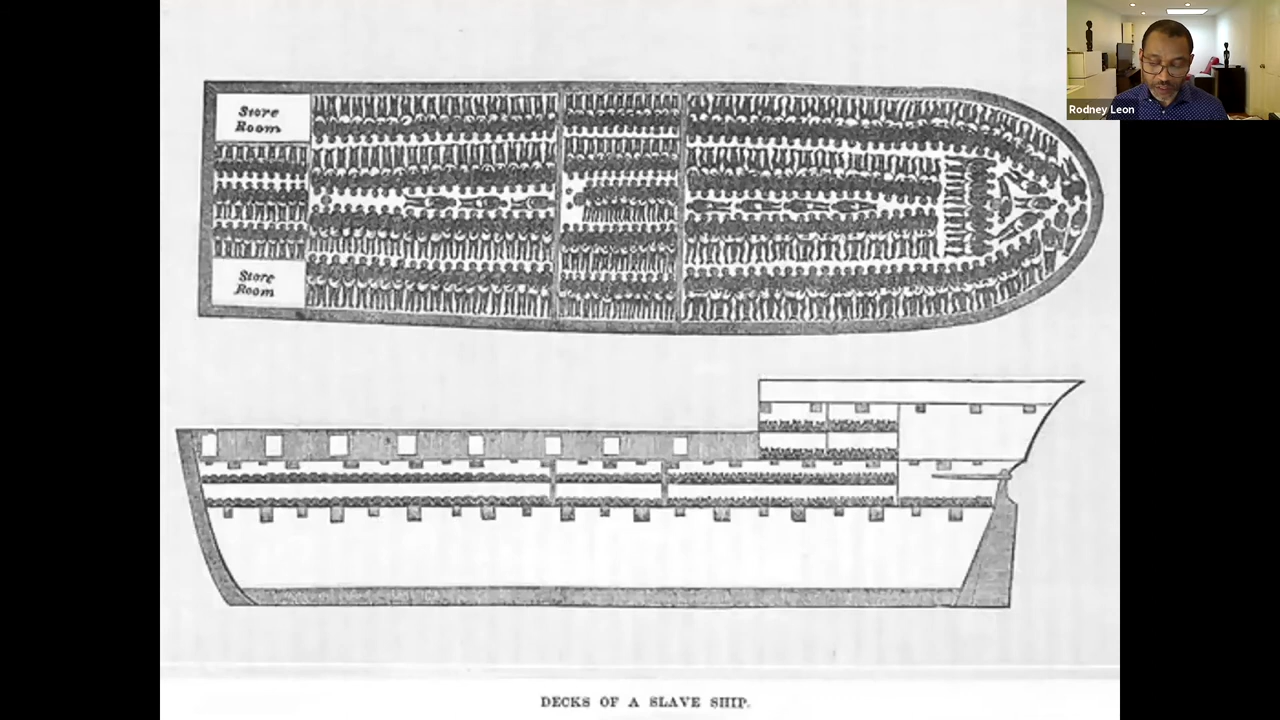 Store
Room
Store
Room
DECKS OF A SLAVE SHIP.
Rodney Leon